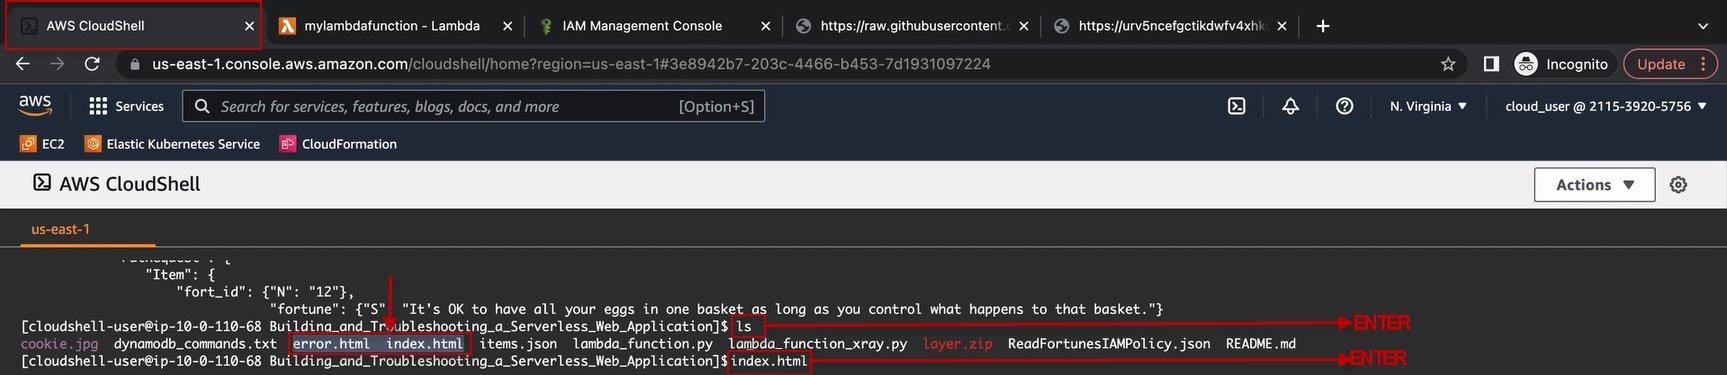 AWS CloudShell × mylambdafunction - Lambda × IAM Management Console × https://raw.githubusercontent. × https://urv5ncefgctikdwfv4xhk × +
us-east-1.console.aws.amazon.com/cloudshell/home?region=us-east-1#3e8942b7-203c-4466-b453-7d1931097224 Incognito Update
aws Services Search for services, features, blogs, docs, and more [Option+S] N. Virginia ▼ cloud_user @ 2115-3920-5756 ▼
EC2 Elastic Kubernetes Service CloudFormation
AWS CloudShell Actions ▼
us-east-1
"Item": {
"fort_id": {"N": "12"},
"fortune": {"S": "It's OK to have all your eggs in one basket as long as you control what happens to that basket."}
[cloudshell-user@ip-10-0-110-68 Building_and_Troubleshooting_a_Serverless_Web_Application]$ ls ENTER
cookie.jpg dynamodb_commands.txt error.html index.html items.json lambda_function.py lambda_function_xray.py layer.zip ReadFortunesIAMPolicy.json README.md
[cloudshell-user@ip-10-0-110-68 Building_and_Troubleshooting_a_Serverless_Web_Application]$ index.html ENTER